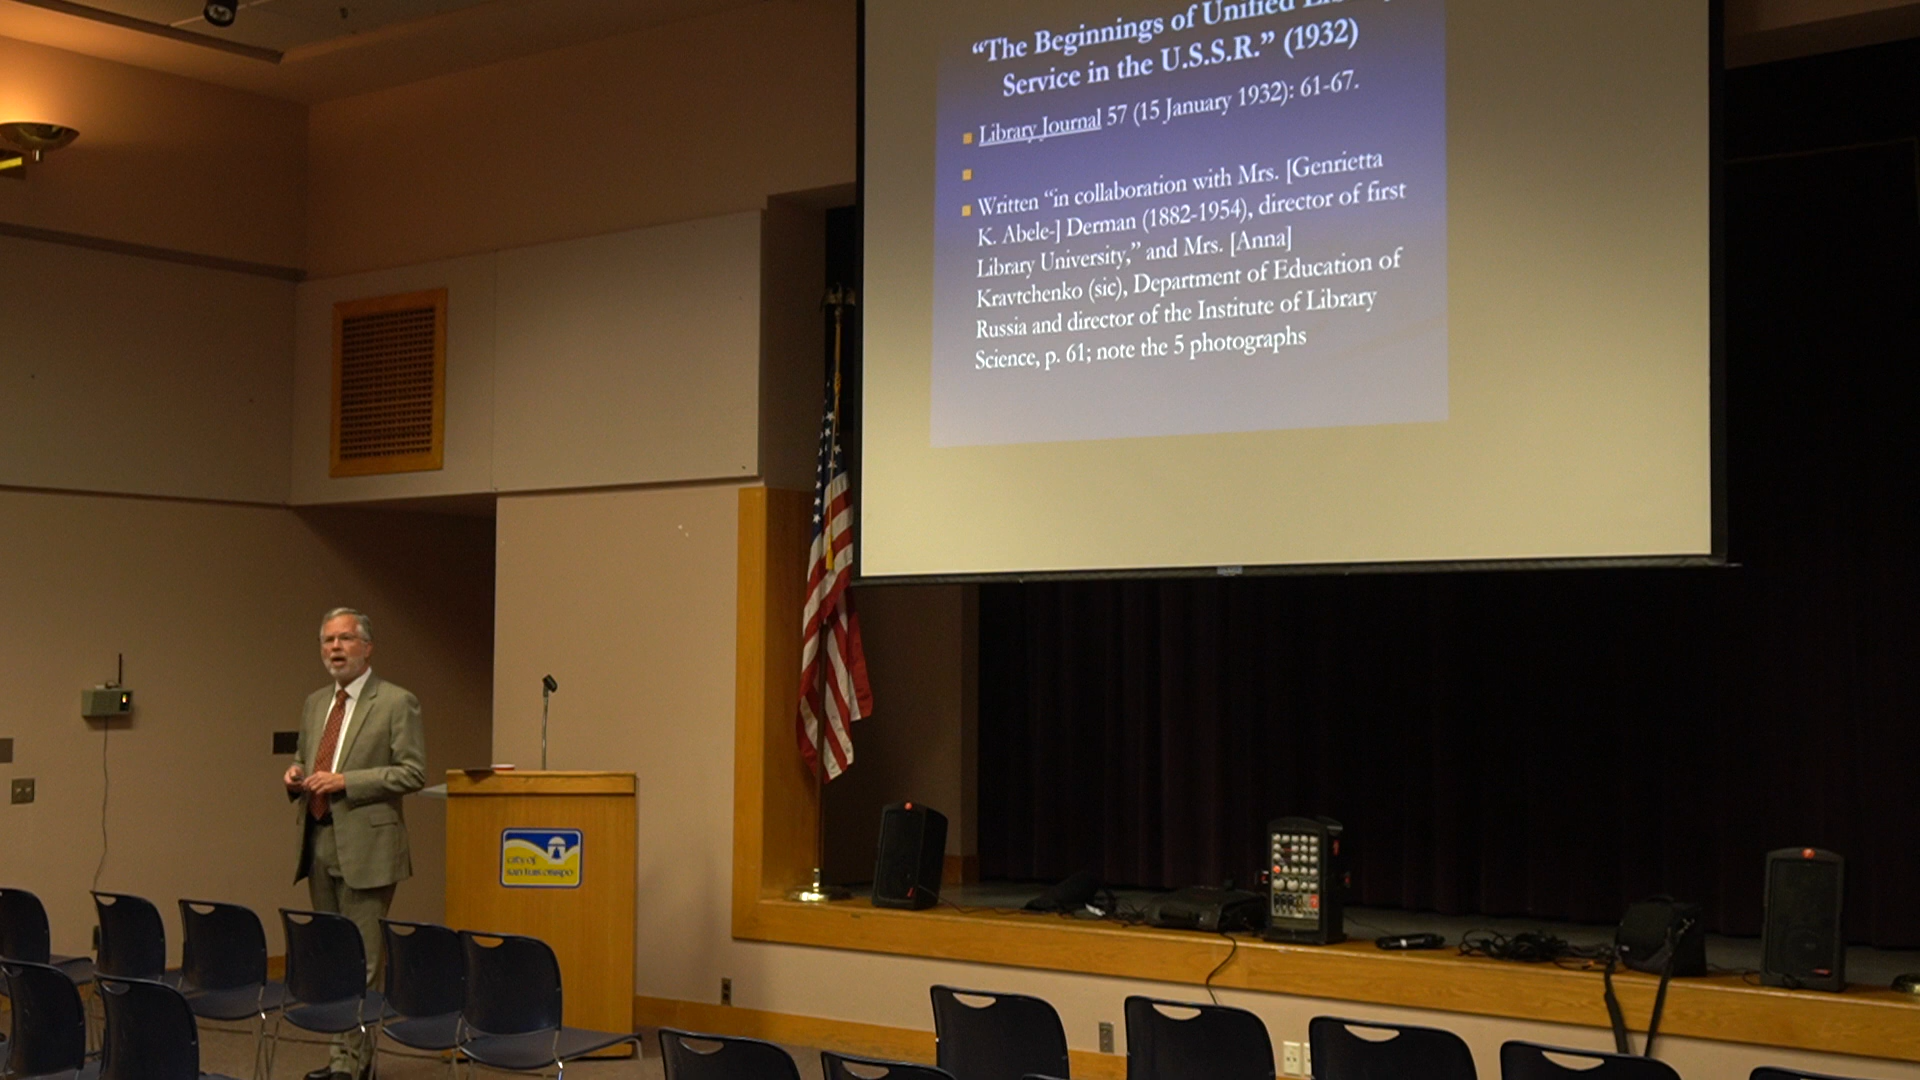 “The Beginnings of Unified
Service in the U.S.S.R.” (1932)
Library Journal 57 (15 January 1932): 61-67.
Written “in collaboration with Mrs. [Genrietta
K. Abele-] Derman (1882-1954), director of first
Library University,” and Mrs. [Anna]
Kravtchenko (sic), Department of Education of
Russia and director of the Institute of Library
Science, p. 61; note the 5 photographs
city of
san luis obispo